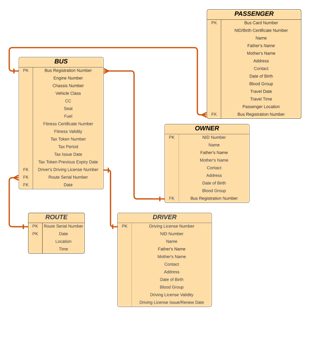 PASSENGER
PK Bus Card Number
NID/Birth Certificate Number
Name
Father's Name
Mother's Name
Address
Contact
Date of Birth
Blood Group
Travel Date
Travel Time
Passenger Location
FK Bus Registration Number
BUS
PK Bus Registration Number
Engine Number
Chassis Number
Vehicle Class
CC
Seat
Fuel
Fitness Certificate Number
Fitness Validity
Tax Token Number
Tax Period
Tax Issue Date
Tax Token Previous Expiry Date
FK Driver's Driving License Number
FK Route Serial Number
FK Date
OWNER
PK NID Number
Name
Father's Name
Mother's Name
Contact
Address
Date of Birth
Blood Group
FK Bus Registration Number
ROUTE
PK Route Serial Number
PK Date
Location
Time
DRIVER
PK Driving License Number
NID Number
Name
Father's Name
Mother's Name
Contact
Address
Date of Birth
Blood Group
Driving License Validity
Driving License Issue/Renew Date